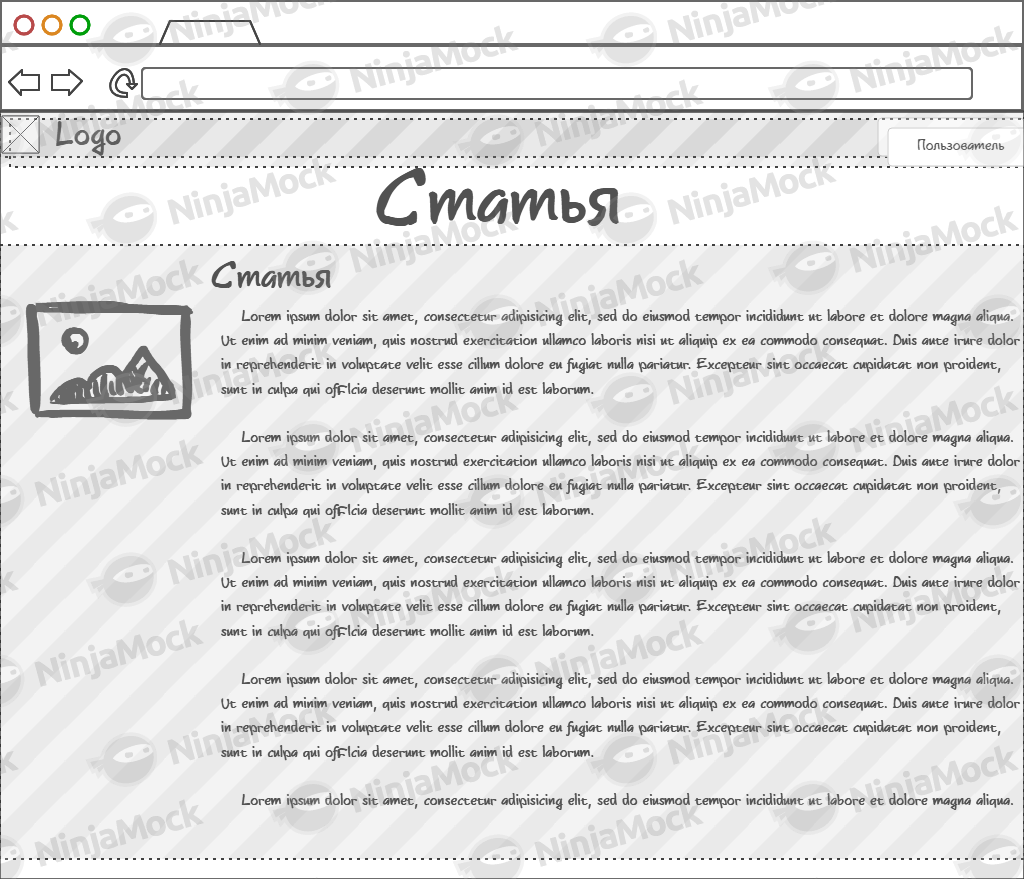 Logo
Пользователь
Статья
Статья
Lorem ipsum dolor sit amet, consectetur adipisicing elit, sed do eiusmod tempor incididunt ut labore et dolore magna aliqua.
Ut enim ad minim veniam, quis nostrud exercitation ullamco laboris nisi ut aliquip ex ea commodo consequat. Duis aute irure dolor
in reprehenderit in voluptate velit esse cillum dolore eu fugiat nulla pariatur. Excepteur sint occaecat cupidatat non proident,
sunt in culpa qui offlcia deserunt mollit anim id est laborum.
Lorem ipsum dolor sit amet, consectetur adipisicing elit, sed do eiusmod tempor incididunt ut labore et dolore magna aliqua.
Ut enim ad minim veniam, quis nostrud exercitation ullamco laboris nisi ut aliquip ex ea commodo consequat. Duis aute irure dolor
in reprehenderit in voluptate velit esse cillum dolore eu fugiat nulla pariatur. Excepteur sint occaecat cupidatat non proident,
sunt in culpa qui offlcia deserunt mollit anim id est laborum.
Lorem ipsum dolor sit amet, consectetur adipisicing elit, sed do eiusmod tempor incididunt ut labore et dolore magna aliqua.
Ut enim ad minim veniam, quis nostrud exercitation ullamco laboris nisi ut aliquip ex ea commodo consequat. Duis aute irure dolor
in reprehenderit in voluptate velit esse cillum dolore eu fugiat nulla pariatur. Excepteur sint occaecat cupidatat non proident,
sunt in culpa qui offlcia deserunt mollit anim id est laborum.
Lorem ipsum dolor sit amet, consectetur adipisicing elit, sed do eiusmod tempor incididunt ut labore et dolore magna aliqua.
Ut enim ad minim veniam, quis nostrud exercitation ullamco laboris nisi ut aliquip ex ea commodo consequat. Duis aute irure dolor
in reprehenderit in voluptate velit esse cillum dolore eu fugiat nulla pariatur. Excepteur sint occaecat cupidatat non proident,
sunt in culpa qui offlcia deserunt mollit anim id est laborum.
Lorem ipsum dolor sit amet, consectetur adipisicing elit, sed do eiusmod tempor incididunt ut labore et dolore magna aliqua.
NinjaMock